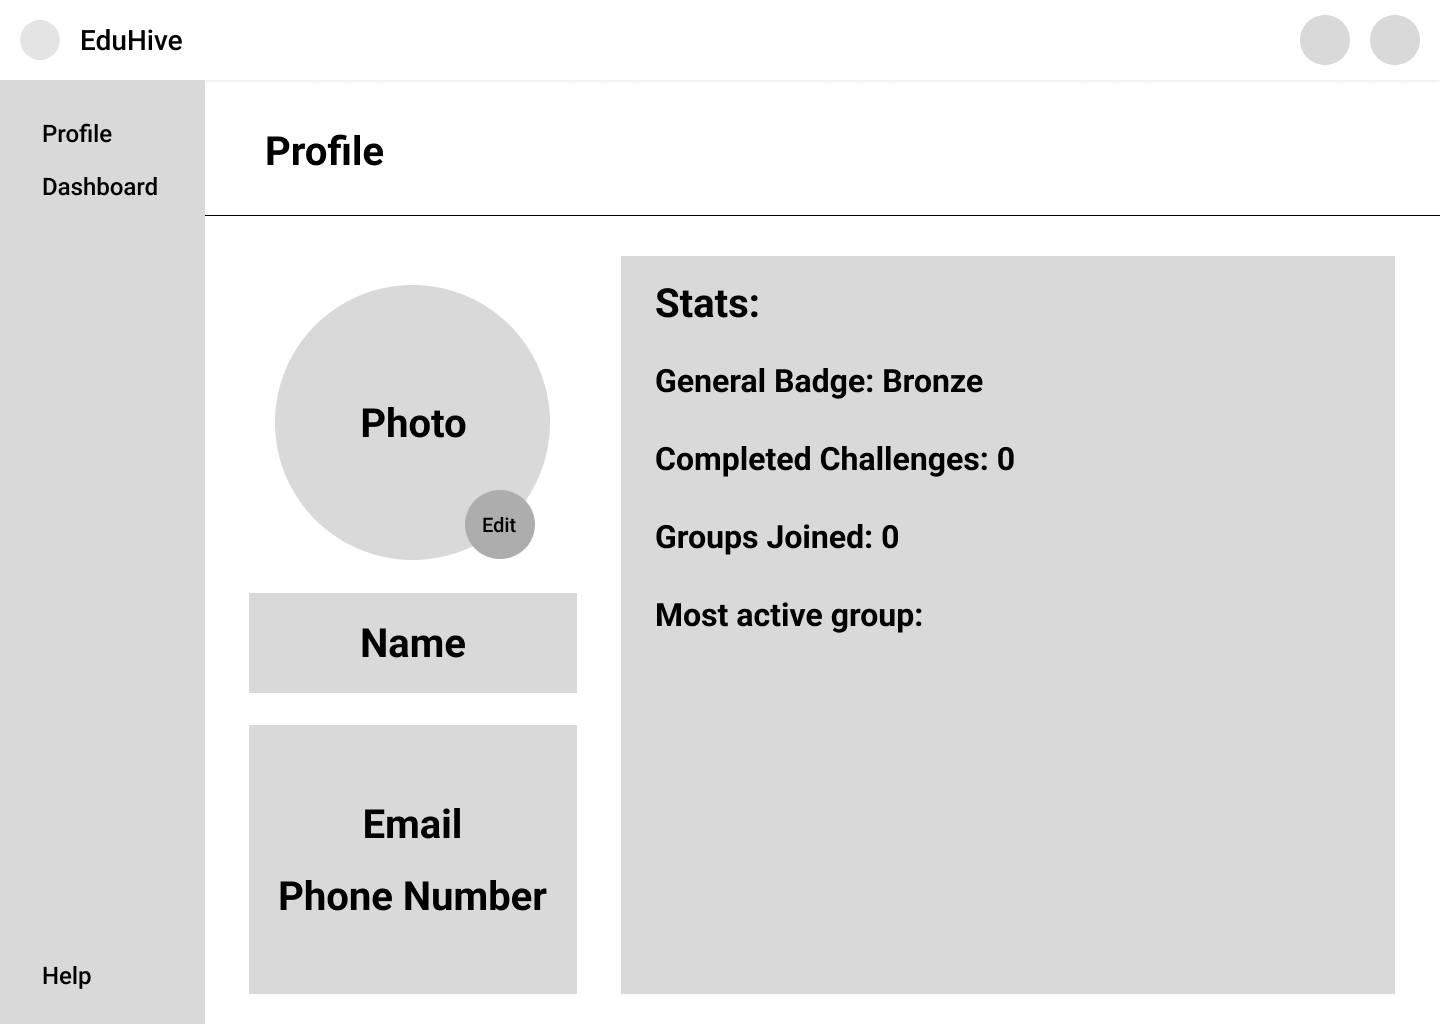 EduHive
Profile
Dashboard
Help
Profile
Photo
Edit
Name
Email
Phone Number
Stats:
General Badge: Bronze
Completed Challenges: 0
Groups Joined: 0
Most active group: